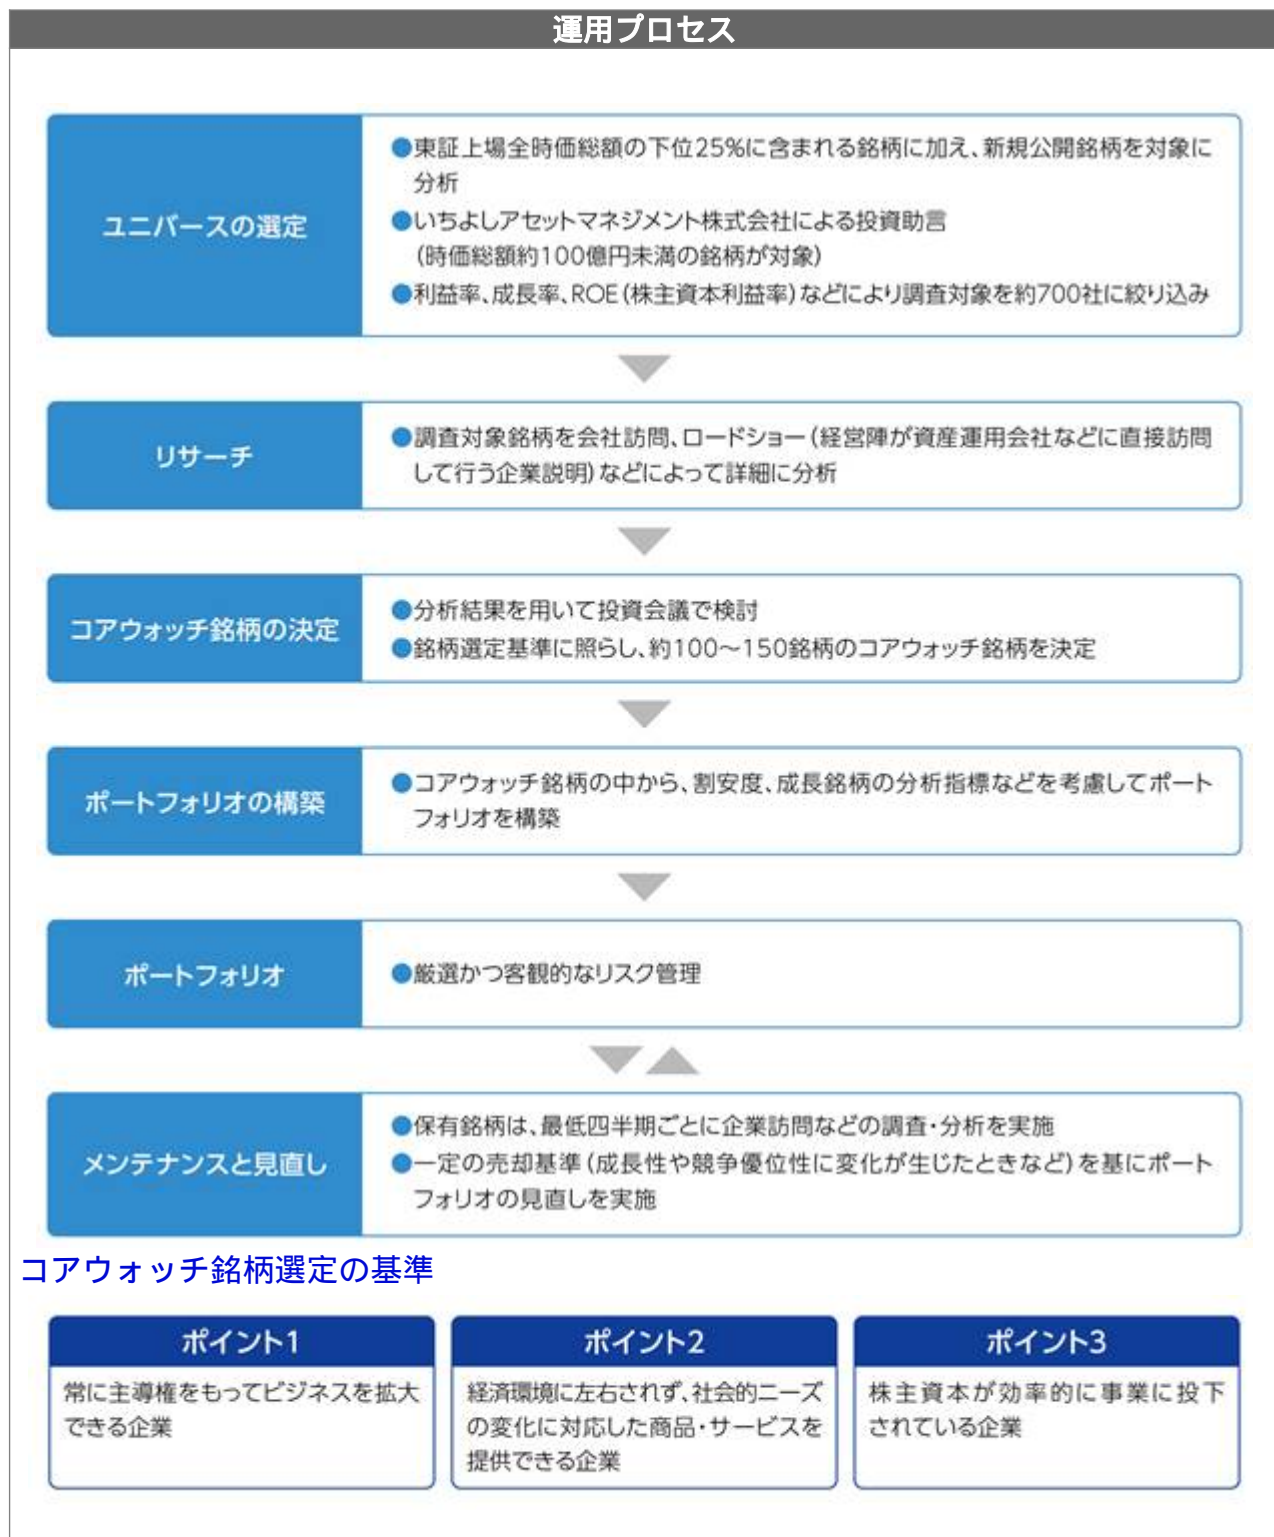 運用プロセス
ユニバースの選定
●東証上場全時価総額の下位25%に含まれる銘柄に加え、新規公開銘柄を対象に
分析
●いちよしアセットマネジメント株式会社による投資助言
(時価総額約100億円未満の銘柄が対象)
●利益率、成長率、ROE(株主資本利益率)などにより調査対象を約700社に絞り込み
リサーチ
●調査対象銘柄を会社訪問、ロードショー(経営陣が資産運用会社などに直接訪問
して行う企業説明)などによって詳細に分析
コアウォッチ銘柄の決定
●分析結果を用いて投資会議で検討
●銘柄選定基準に照らし、約100〜150銘柄のコアウォッチ銘柄を決定
ポートフォリオの構築
●コアウォッチ銘柄の中から、割安度、成長銘柄の分析指標などを考慮してポート
フォリオを構築
ポートフォリオ
●厳選かつ客観的なリスク管理
メンテナンスと見直し
●保有銘柄は、最低四半期ごとに企業訪問などの調査・分析を実施
●一定の売却基準(成長性や競争優位性に変化が生じたときなど)を基にポート
フォリオの見直しを実施
コアウォッチ銘柄選定の基準
ポイント1
常に主導権をもってビジネスを拡大
できる企業
ポイント2
経済環境に左右されず、社会的ニーズ
の変化に対応した商品・サービスを
提供できる企業
ポイント3
株主資本が効率的に事業に投下
されている企業